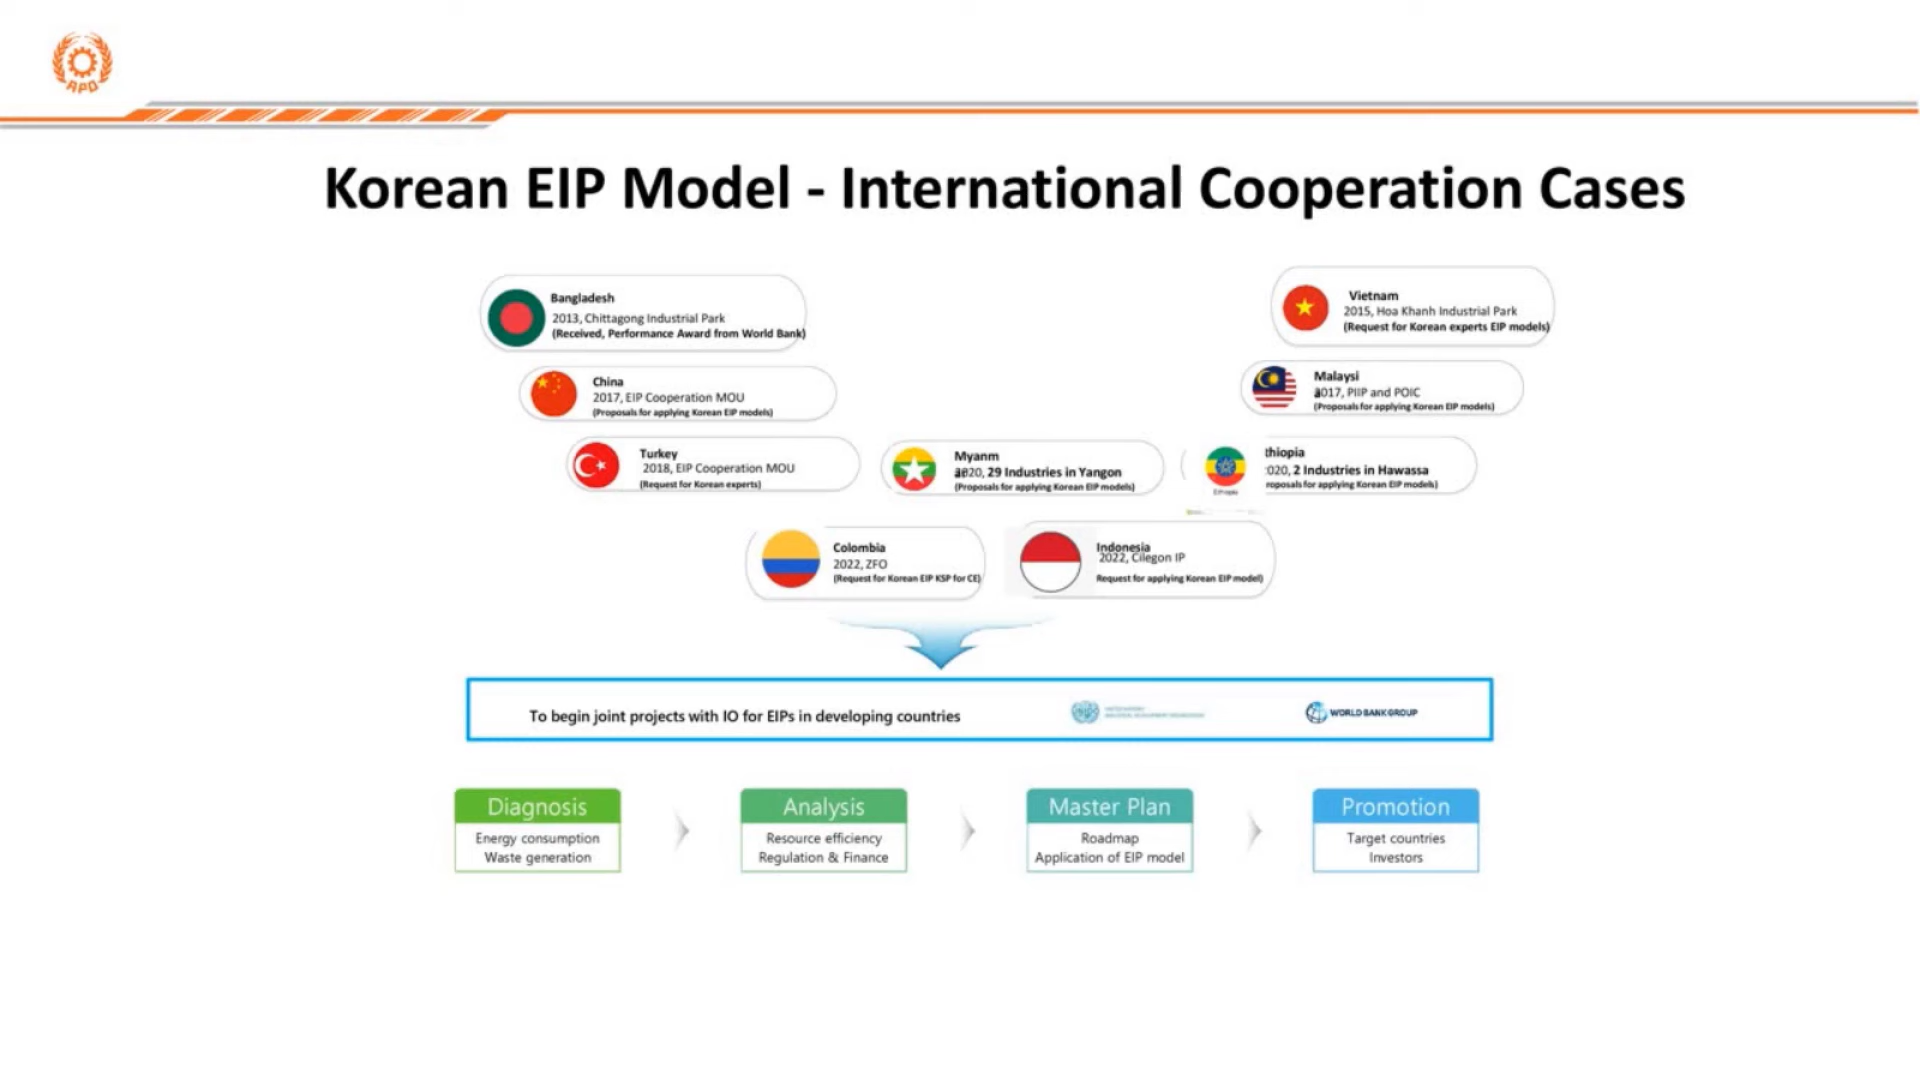 APO
Korean EIP Model - International Cooperation Cases
Bangladesh
2013, Chittagong Industrial Park
(Received, Performance Award from World Bank)
Vietnam
2015, Hoa Khanh Industrial Park
(Request for Korean experts EIP models)
China
2017, EIP Cooperation MOU
(Proposals for applying Korean EIP models)
Malaysi
a2017, PIIP and POIC
(Proposals for applying Korean EIP models)
Turkey
2018, EIP Cooperation MOU
(Request for Korean experts)
Myanm
ar2020, 29 Industries in Yangon
(Proposals for applying Korean EIP models)
thiopia
020, 2 Industries in Hawassa
roposals for applying Korean EIP models)
Colombia
2022, ZFO
(Request for Korean EIP KSP for CE)
Indonesia
2022, Cilegon IP
Request for applying Korean EIP model)
To begin joint projects with IO for EIPs in developing countries
WORLD BANK GROUP
Diagnosis
Energy consumption
Waste generation
Analysis
Resource efficiency
Regulation & Finance
Master Plan
Roadmap
Application of EIP model
Promotion
Target countries
Investors